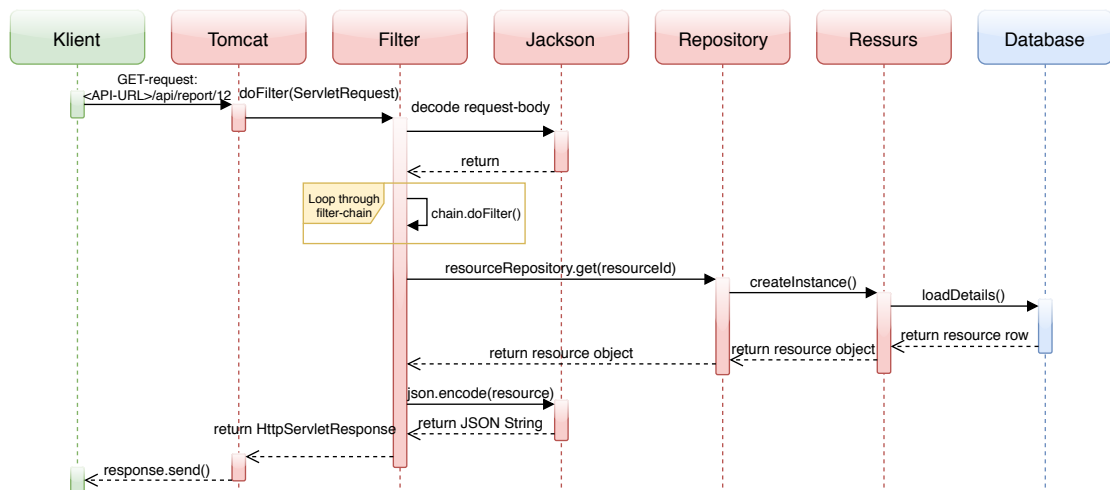 Klient
Tomcat
Filter
Jackson
Repository
Ressurs
Database
GET-request:
<API-URL>/api/report/12
doFilter(ServletRequest)
decode request-body
return
Loop through
filter-chain
chain.doFilter()
resourceRepository.get(resourceId)
createInstance()
loadDetails()
return resource row
return resource object
return resource object
json.encode(resource)
return JSON String
return HttpServletResponse
response.send()